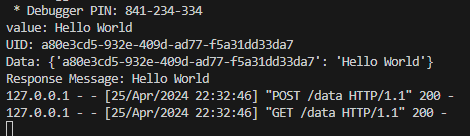 * Debugger PIN: 841-234-334
value: Hello World
UID: a80e3cd5-932e-409d-ad77-f5a31dd33da7
Data: {'a80e3cd5-932e-409d-ad77-f5a31dd33da7': 'Hello World'}
Response Message: Hello World
127.0.0.1 - - [25/Apr/2024 22:32:46] "POST /data HTTP/1.1" 200 -
127.0.0.1 - - [25/Apr/2024 22:32:46] "GET /data HTTP/1.1" 200 -